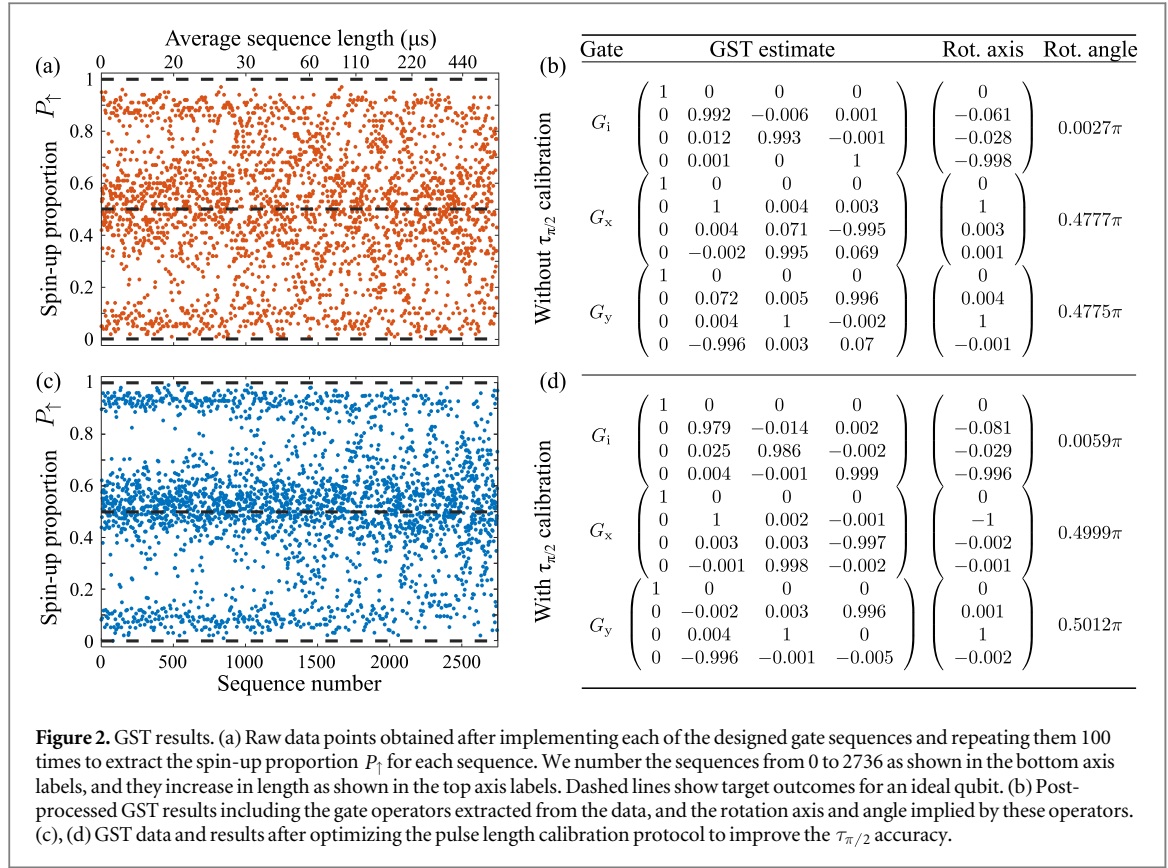 Average sequence length (μs)
0 20 30 60 110 220 440
(a)
1
0.8
0.6
0.4
0.2
0
P↑
Spin-up proportion
(b)
Gate GST estimate Rot. axis Rot. angle
Without τπ/2 calibration
1 0 0 0 0
0 0.992 −0.006 0.001 −0.061
Gi 0.0027π
0 0.012 0.993 −0.001 −0.028
0 0.001 0 1 −0.998
1 0 0 0 0
0 1 0.004 0.003 1
Gx 0.4777π
0 0.004 0.071 −0.995 0.003
0 −0.002 0.995 0.069 0.001
1 0 0 0 0
0 0.072 0.005 0.996 0.004
Gy 0.4775π
0 0.004 1 −0.002 1
0 −0.996 0.003 0.07 −0.001
(c)
1
0.8
0.6
0.4
0.2
0
P↑
Spin-up proportion
0 500 1000 1500 2000 2500
Sequence number
(d)
With τπ/2 calibration
1 0 0 0 0
0 0.979 −0.014 0.002 −0.081
Gi 0.0059π
0 0.025 0.986 −0.002 −0.029
0 0.004 −0.001 0.999 −0.996
1 0 0 0 0
0 1 0.002 −0.001 −1
Gx 0.4999π
0 0.003 0.003 −0.997 −0.002
0 −0.001 0.998 −0.002 −0.001
1 0 0 0 0
0 −0.002 0.003 0.996 0.001
Gy 0.5012π
0 0.004 1 0 1
0 −0.996 −0.001 −0.005 −0.002
Figure 2. GST results. (a) Raw data points obtained after implementing each of the designed gate sequences and repeating them 100
times to extract the spin-up proportion P↑ for each sequence. We number the sequences from 0 to 2736 as shown in the bottom axis
labels, and they increase in length as shown in the top axis labels. Dashed lines show target outcomes for an ideal qubit. (b) Post-
processed GST results including the gate operators extracted from the data, and the rotation axis and angle implied by these operators.
(c), (d) GST data and results after optimizing the pulse length calibration protocol to improve the τπ/2 accuracy.